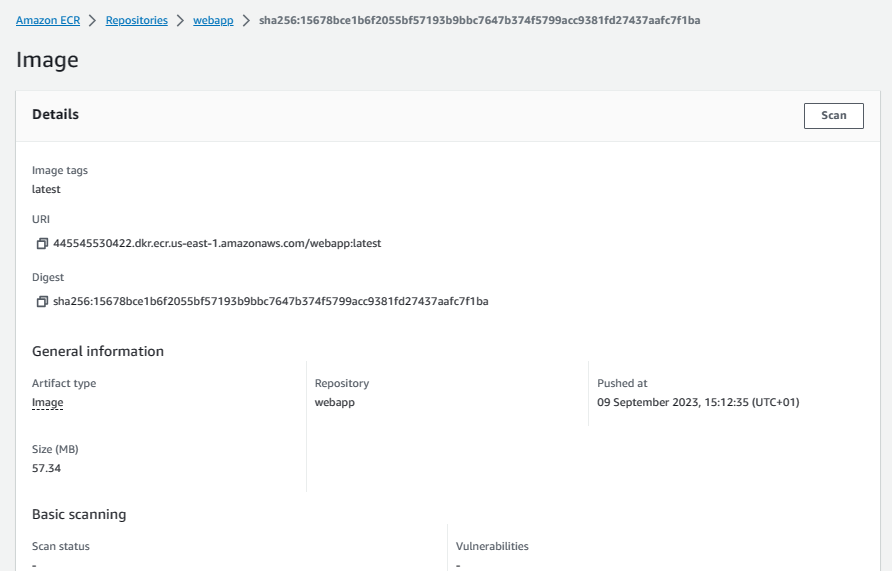 Amazon ECR > Repositories > webapp > sha256:15678bce1b6f2055bf57193b9bbc7647b374f5799acc9381fd27437aafc7f1ba
Image
Details
Scan
Image tags
latest
URI
445545530422.dkr.ecr.us-east-1.amazonaws.com/webapp:latest
Digest
sha256:15678bce1b6f2055bf57193b9bbc7647b374f5799acc9381fd27437aafc7f1ba
General information
Artifact type
Image
Repository
webapp
Pushed at
09 September 2023, 15:12:35 (UTC+01)
Size (MB)
57.34
Basic scanning
Scan status
-
Vulnerabilities
-